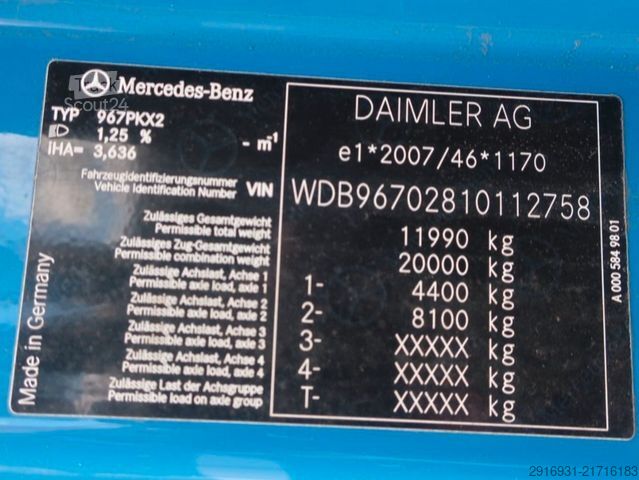 Mercedes-Benz
Truck
Scout24
TYP 967PKX2
1,25 %
iHA= 3,636
- m¹
Fahrzeugidentifizierungsnummer
Vehicle Identification Number VIN
Zulässiges Gesamtgewicht
Permissible total weight
Zulässiges Zug-Gesamtgewicht
Permissible combination weight
Zulässige Achslast, Achse 1
Permissible axle load, axle 1
Zulässige Achslast, Achse 2
Permissible axle load, axle 2
Zulässige Achslast, Achse 3
Permissible axle load, axle 3
Zulässige Achslast, Achse 4
Permissible axle load, axle 4
Zulässige Last der Achsgruppe
Permissible load on axle group
DAIMLER AG
e1*2007/46*1170
WDB96702810112758
11990 kg
20000 kg
1- 4400 kg
2- 8100 kg
3- XXXXX kg
4- XXXXX kg
T- XXXXX kg
Made in Germany
A 000 584 98 01
2916931-21716183